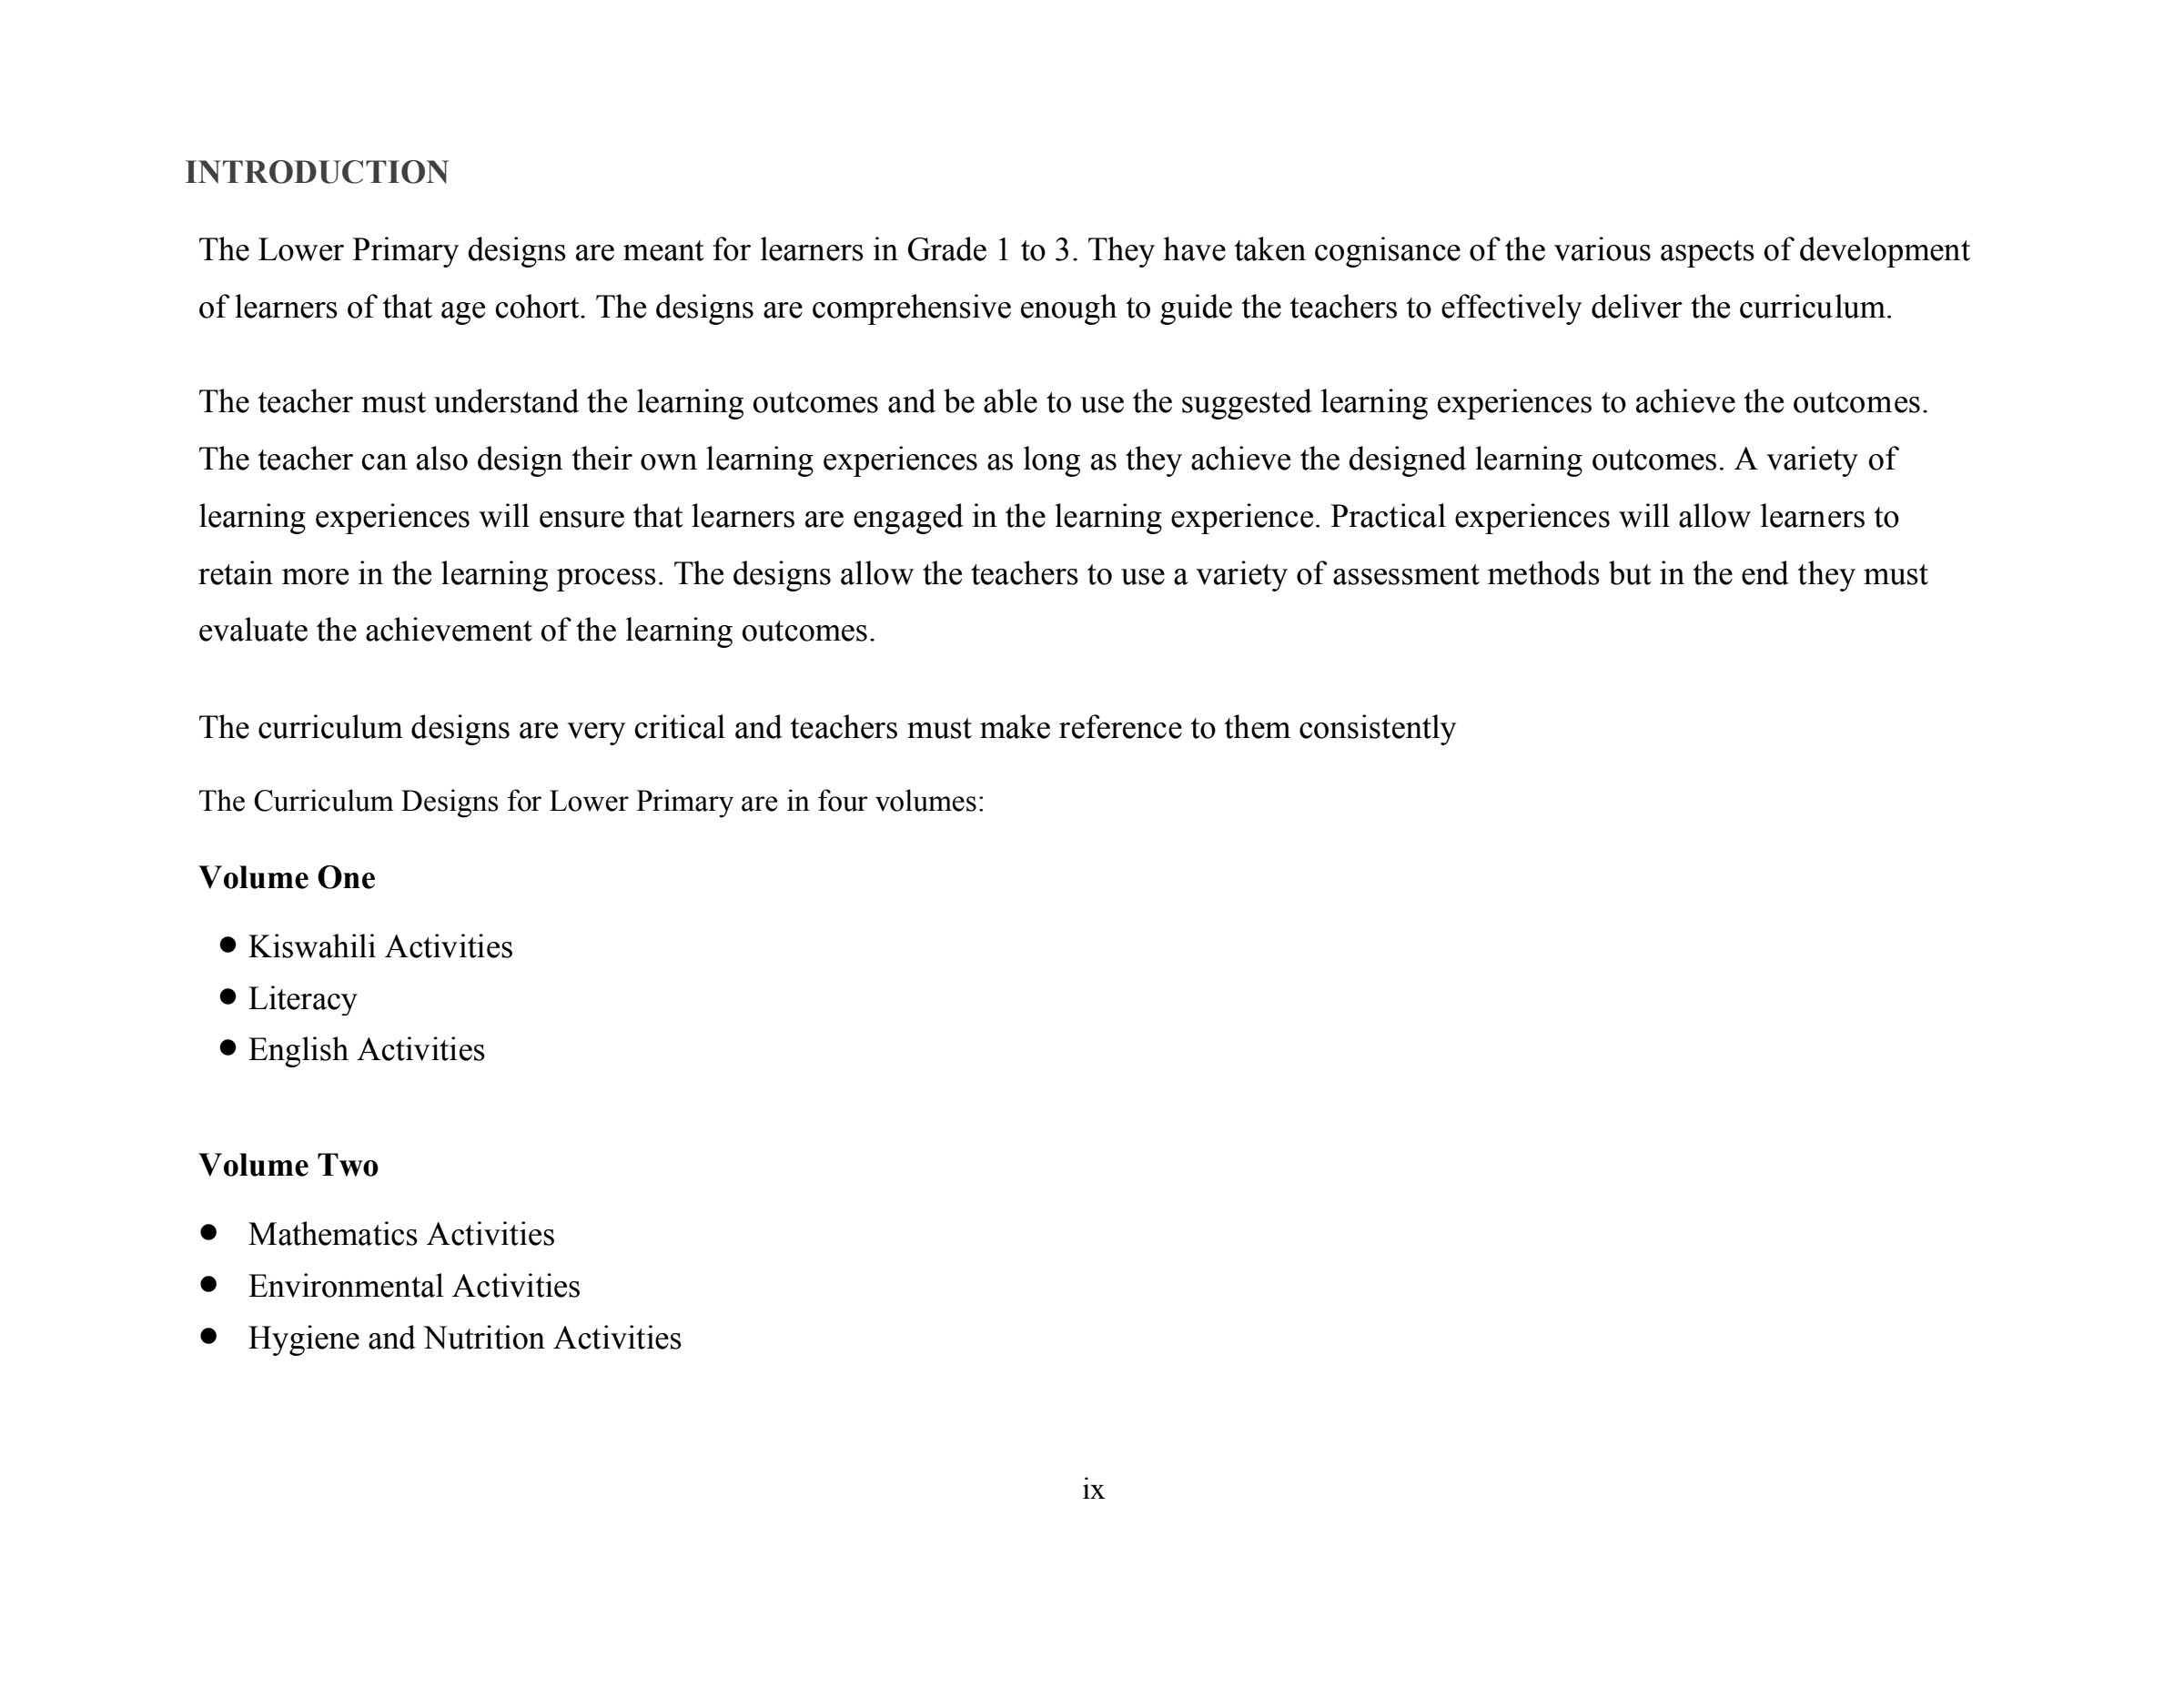 INTRODUCTION
The Lower Primary designs are meant for learners in Grade 1 to 3. They have taken cognisance of the various aspects of development
of learners of that age cohort. The designs are comprehensive enough to guide the teachers to effectively deliver the curriculum.
The teacher must understand the learning outcomes and be able to use the suggested learning experiences to achieve the outcomes.
The teacher can also design their own learning experiences as long as they achieve the designed learning outcomes. A variety of
learning experiences will ensure that learners are engaged in the learning experience. Practical experiences will allow learners to
retain more in the learning process. The designs allow the teachers to use a variety of assessment methods but in the end they must
evaluate the achievement of the learning outcomes.
The curriculum designs are very critical and teachers must make reference to them consistently
The Curriculum Designs for Lower Primary are in four volumes:
Volume One
● Kiswahili Activities
● Literacy
● English Activities
Volume Two
● Mathematics Activities
● Environmental Activities
● Hygiene and Nutrition Activities
ix